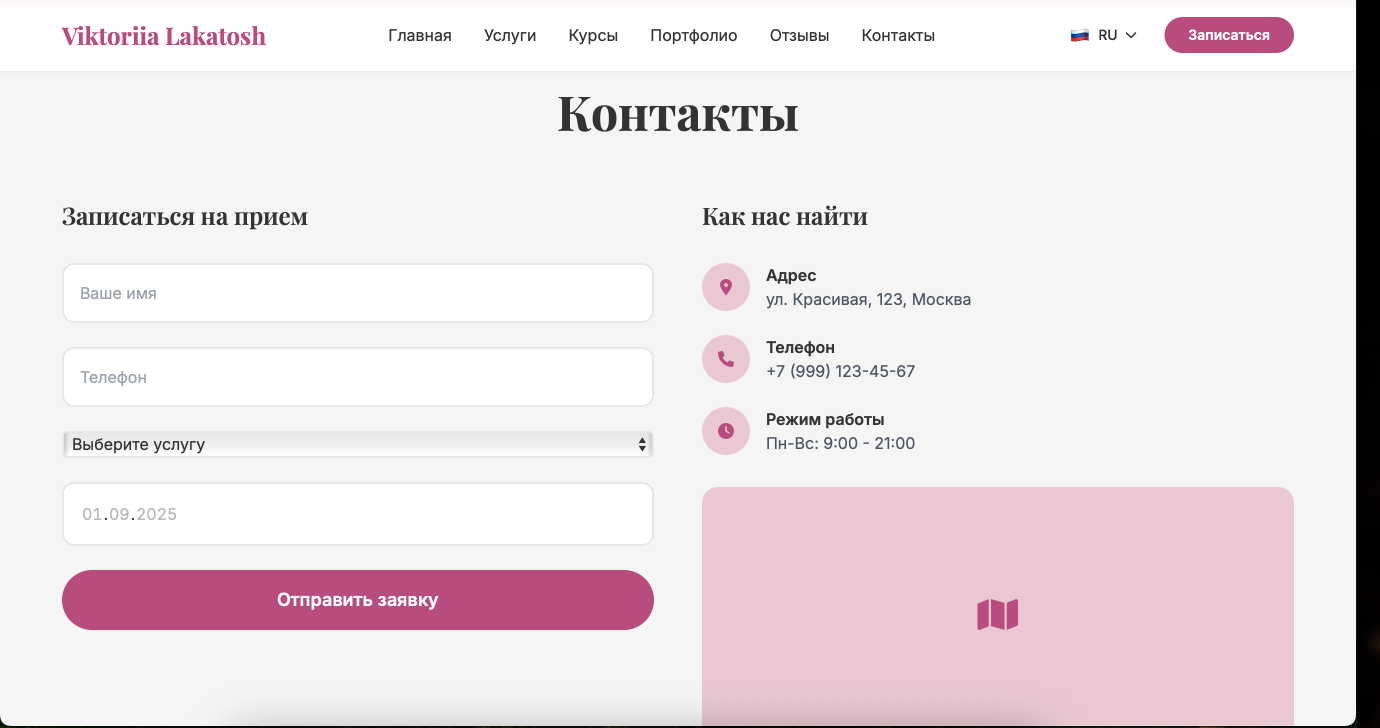 Viktoriia Lakatosh
Главная Услуги Курсы Портфолио Отзывы Контакты
RU
Записаться
Контакты
Записаться на прием
Ваше имя
Телефон
Выберите услугу
01.09.2025
Отправить заявку
Как нас найти
Адрес
ул. Красивая, 123, Москва
Телефон
+7 (999) 123-45-67
Режим работы
Пн-Вс: 9:00 - 21:00